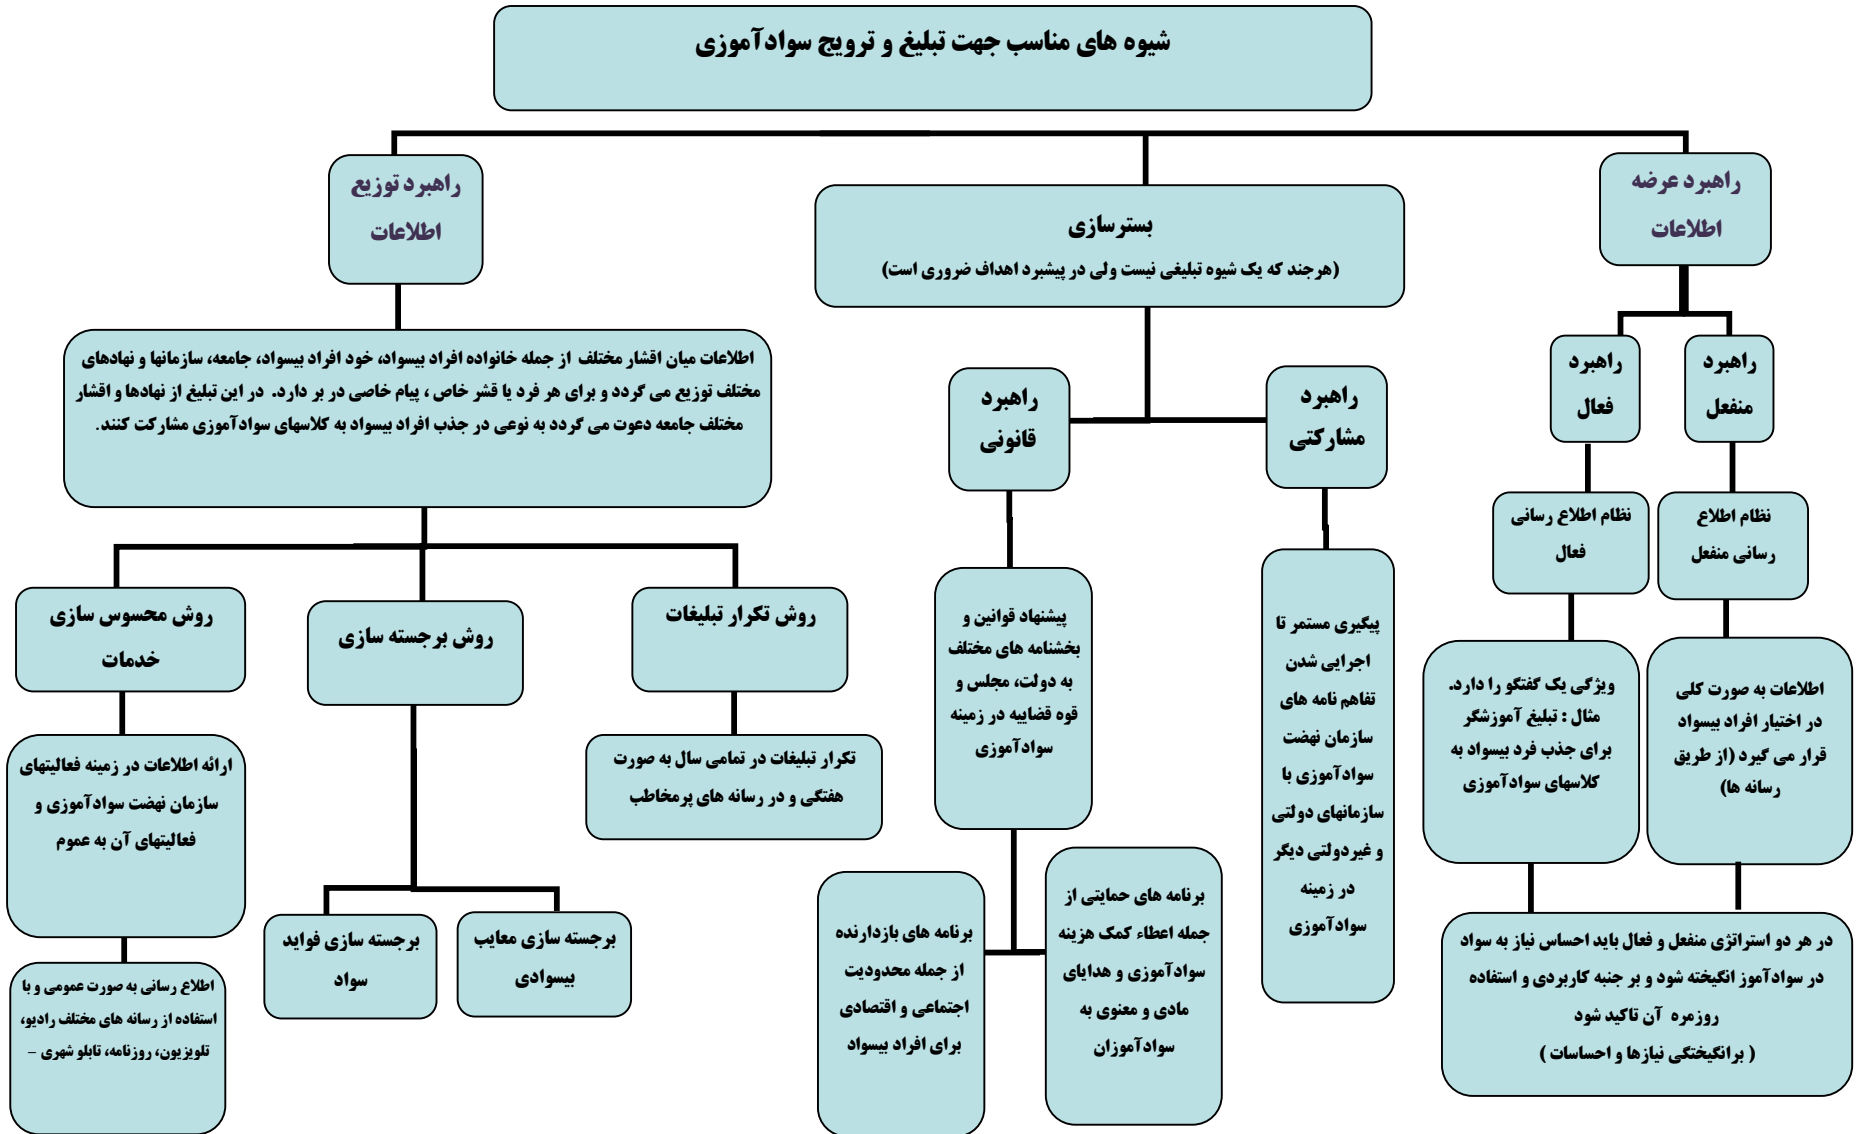 شیوه های مناسب جهت تبلیغ و ترویج سوادآموزی
راهبرد عرضه
اطلاعات
بسترسازی
(هرجند که یک شیوه تبلیغی نیست ولی در پیشبرد اهداف ضروری است)
راهبرد توزیع
اطلاعات
راهبرد
منفعل
راهبرد
فعال
نظام اطلاع
رسانی منفعل
نظام اطلاع رسانی
فعال
اطلاعات به صورت کلی
در اختیار افراد بیسواد
قرار می گیرد (از طریق
رسانه ها)
ویژگی یک گفتگو را دارد.
مثال : تبلیغ آموزشگر
برای جذب فرد بیسواد به
کلاسهای سوادآموزی
در هر دو استراتژی منفعل و فعال باید احساس نیاز به سواد
در سوادآموز انگیخته شود و بر جنبه کاربردی و استفاده
روزمره آن تاکید شود
( برانگیختگی نیازها و احساسات )
راهبرد
مشارکتی
راهبرد
قانونی
پیگیری مستمر تا
اجرایی شدن
تفاهم نامه های
سازمان نهضت
سوادآموزی با
سازمانهای دولتی
و غیردولتی دیگر
در زمینه
سوادآموزی
پیشنهاد قوانین و
بخشنامه های مختلف
به دولت، مجلس و
قوه قضاییه در زمینه
سوادآموزی
برنامه های حمایتی از
جمله اعطاء کمک هزینه
سوادآموزی و هدایای
مادی و معنوی به
سوادآموزان
برنامه های بازدارنده
از جمله محدودیت
اجتماعی و اقتصادی
برای افراد بیسواد
اطلاعات میان اقشار مختلف از جمله خانواده افراد بیسواد، خود افراد بیسواد، جامعه، سازمانها و نهادهای
مختلف توزیع می گردد و برای هر فرد یا قشر خاص ، پیام خاصی در بر دارد. در این تبلیغ از نهادها و اقشار
مختلف جامعه دعوت می گردد به نوعی در جذب افراد بیسواد به کلاسهای سوادآموزی مشارکت کنند.
روش تکرار تبلیغات
روش برجسته سازی
روش محسوس سازی
خدمات
تکرار تبلیغات در تمامی سال به صورت
هفتگی و در رسانه های پرمخاطب
برجسته سازی معایب
بیسوادی
برجسته سازی فواید
سواد
ارائه اطلاعات در زمینه فعالیتهای
سازمان نهضت سوادآموزی و
فعالیتهای آن به عموم
اطلاع رسانی به صورت عمومی و با
استفاده از رسانه های مختلف رادیو،
تلویزیون، روزنامه، تابلو شهری –